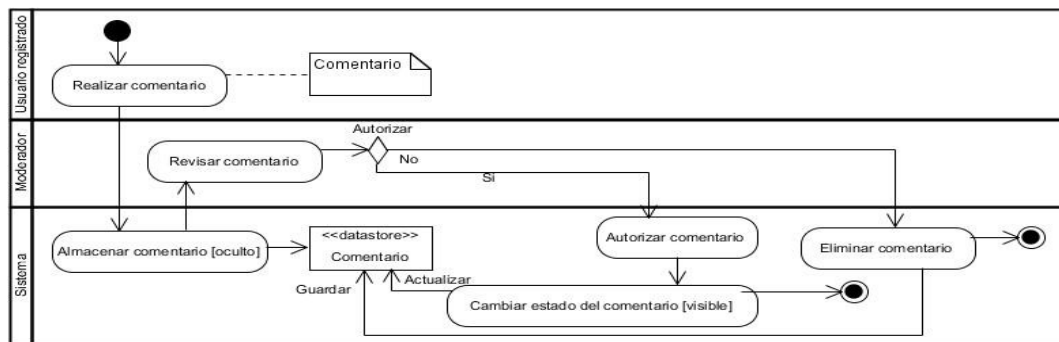 Usuario registrado
Realizar comentario
Comentario
Moderador
Autorizar
Revisar comentario
No
Si
Sistema
Almacenar comentario [oculto]
<<datastore>>
Comentario
Autorizar comentario
Eliminar comentario
Guardar
Actualizar
Cambiar estado del comentario [visible]